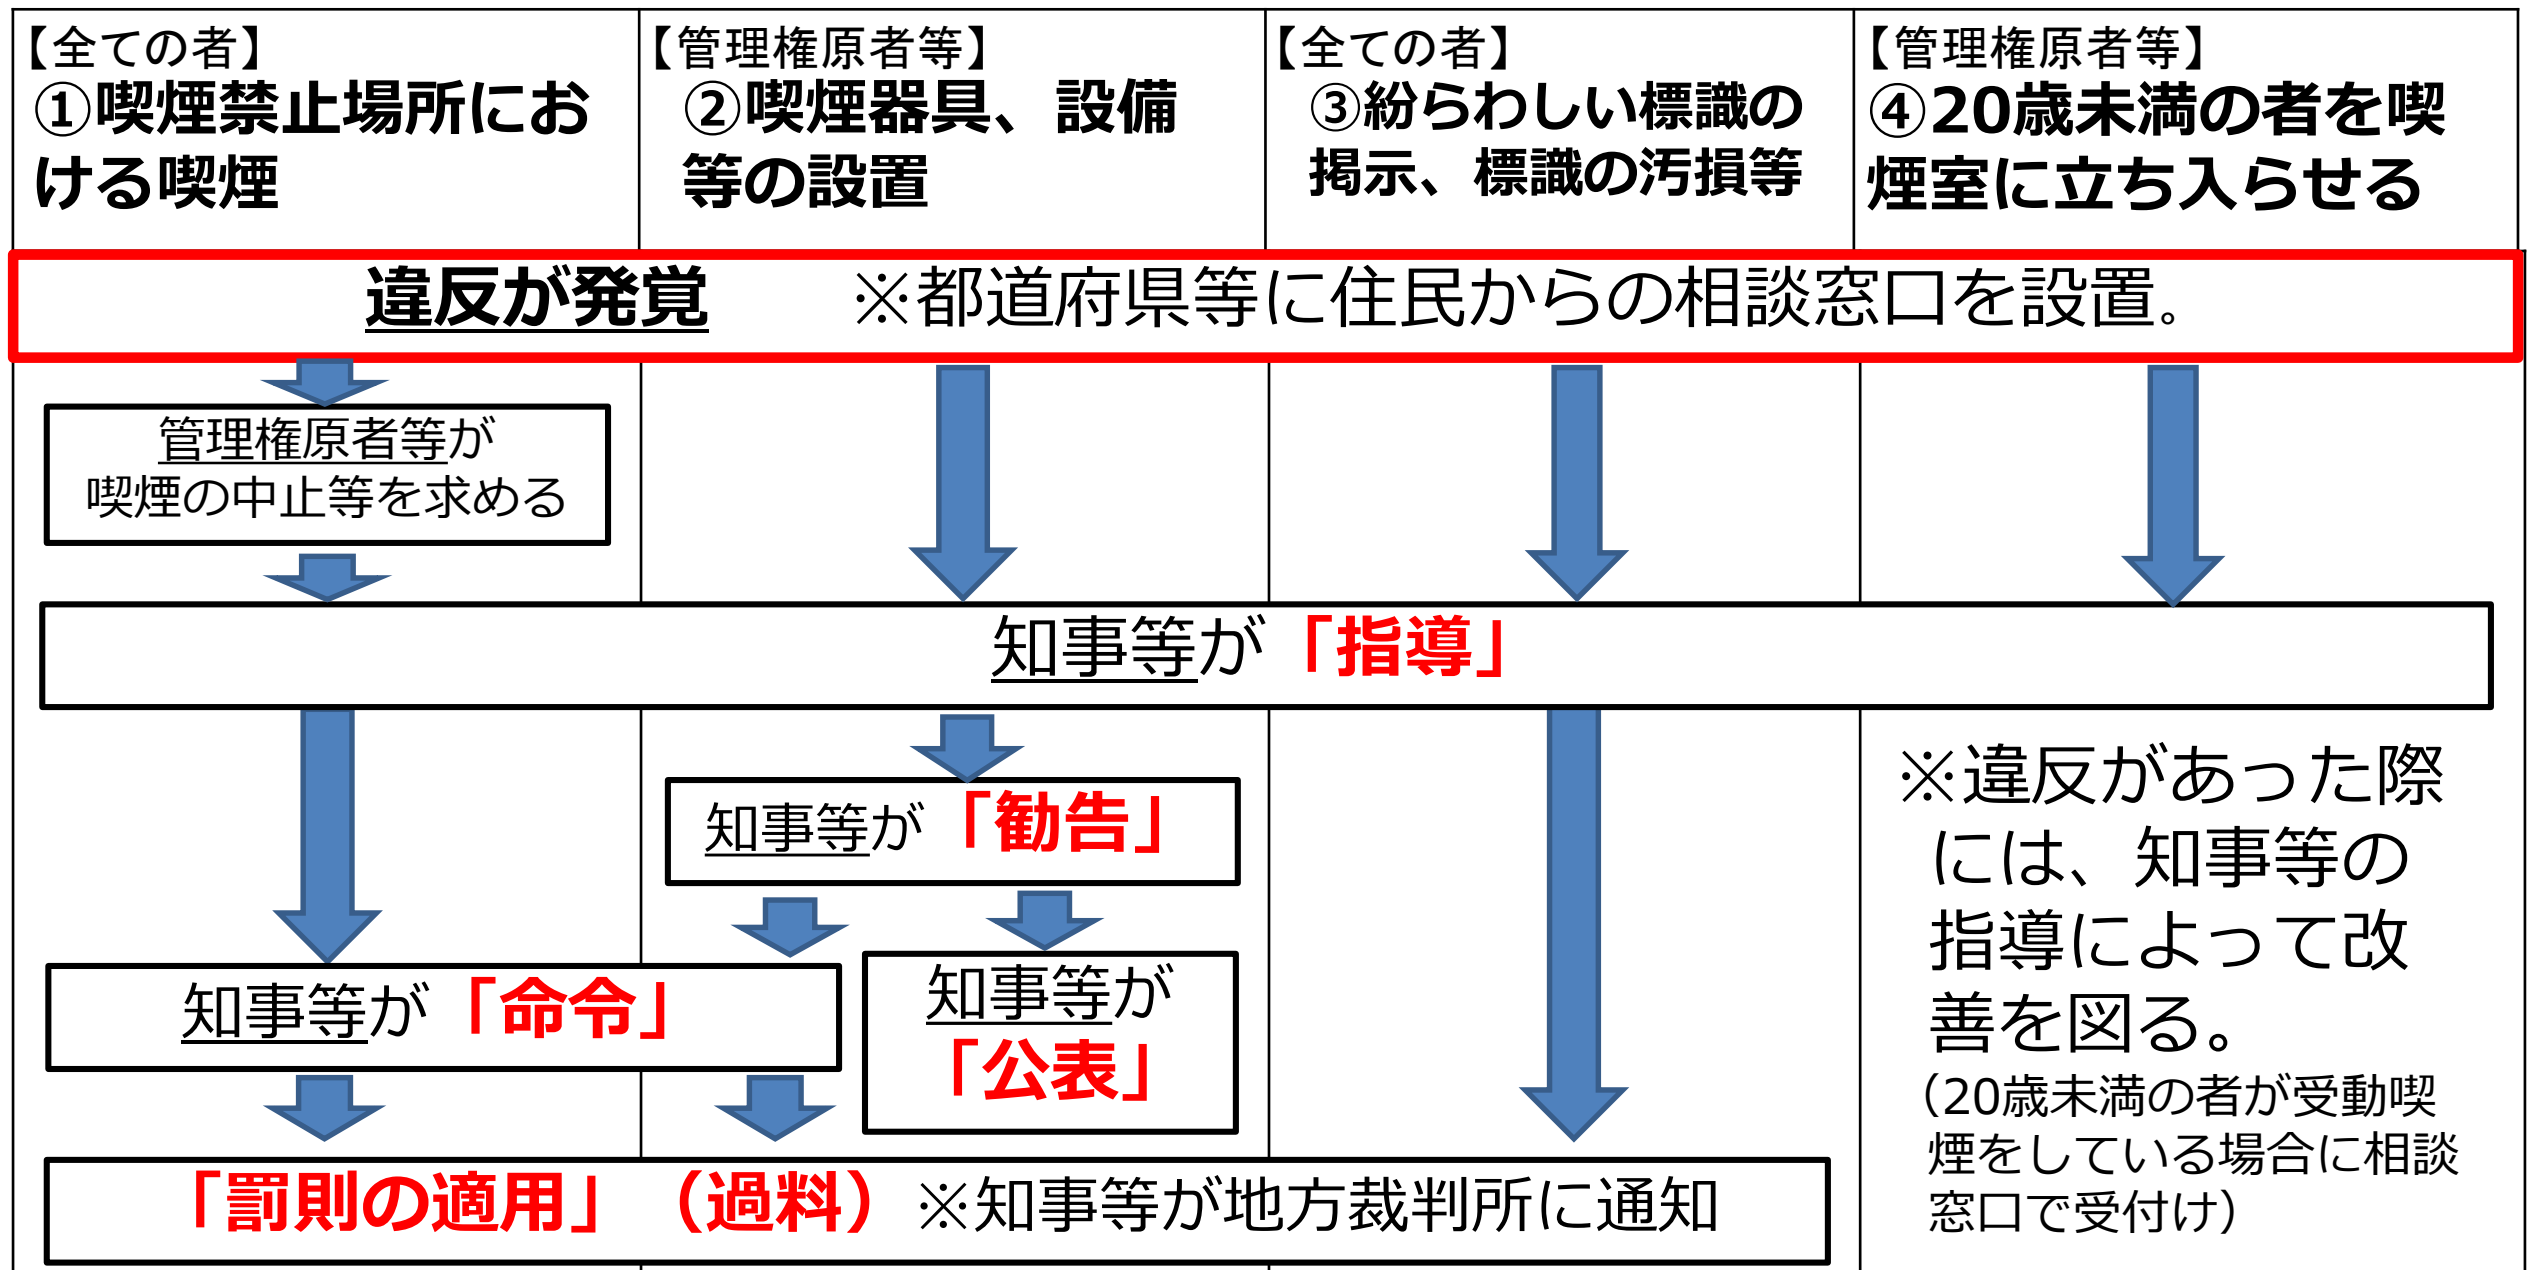 【全ての者】
①喫煙禁止場所にお
ける喫煙
【管理権原者等】
②喫煙器具、設備
等の設置
【全ての者】
③紛らわしい標識の
掲示、標識の汚損等
【管理権原者等】
④20歳未満の者を喫
煙室に立ち入らせる
違反が発覚　　※都道府県等に住民からの相談窓口を設置。
管理権原者等が
喫煙の中止等を求める
知事等が「指導」
知事等が「勧告」
知事等が「命令」
知事等が
「公表」
「罰則の適用」（過料）※知事等が地方裁判所に通知
※違反があった際
には、知事等の
指導によって改
善を図る。
（20歳未満の者が受動喫
煙をしている場合に相談
窓口で受付け）